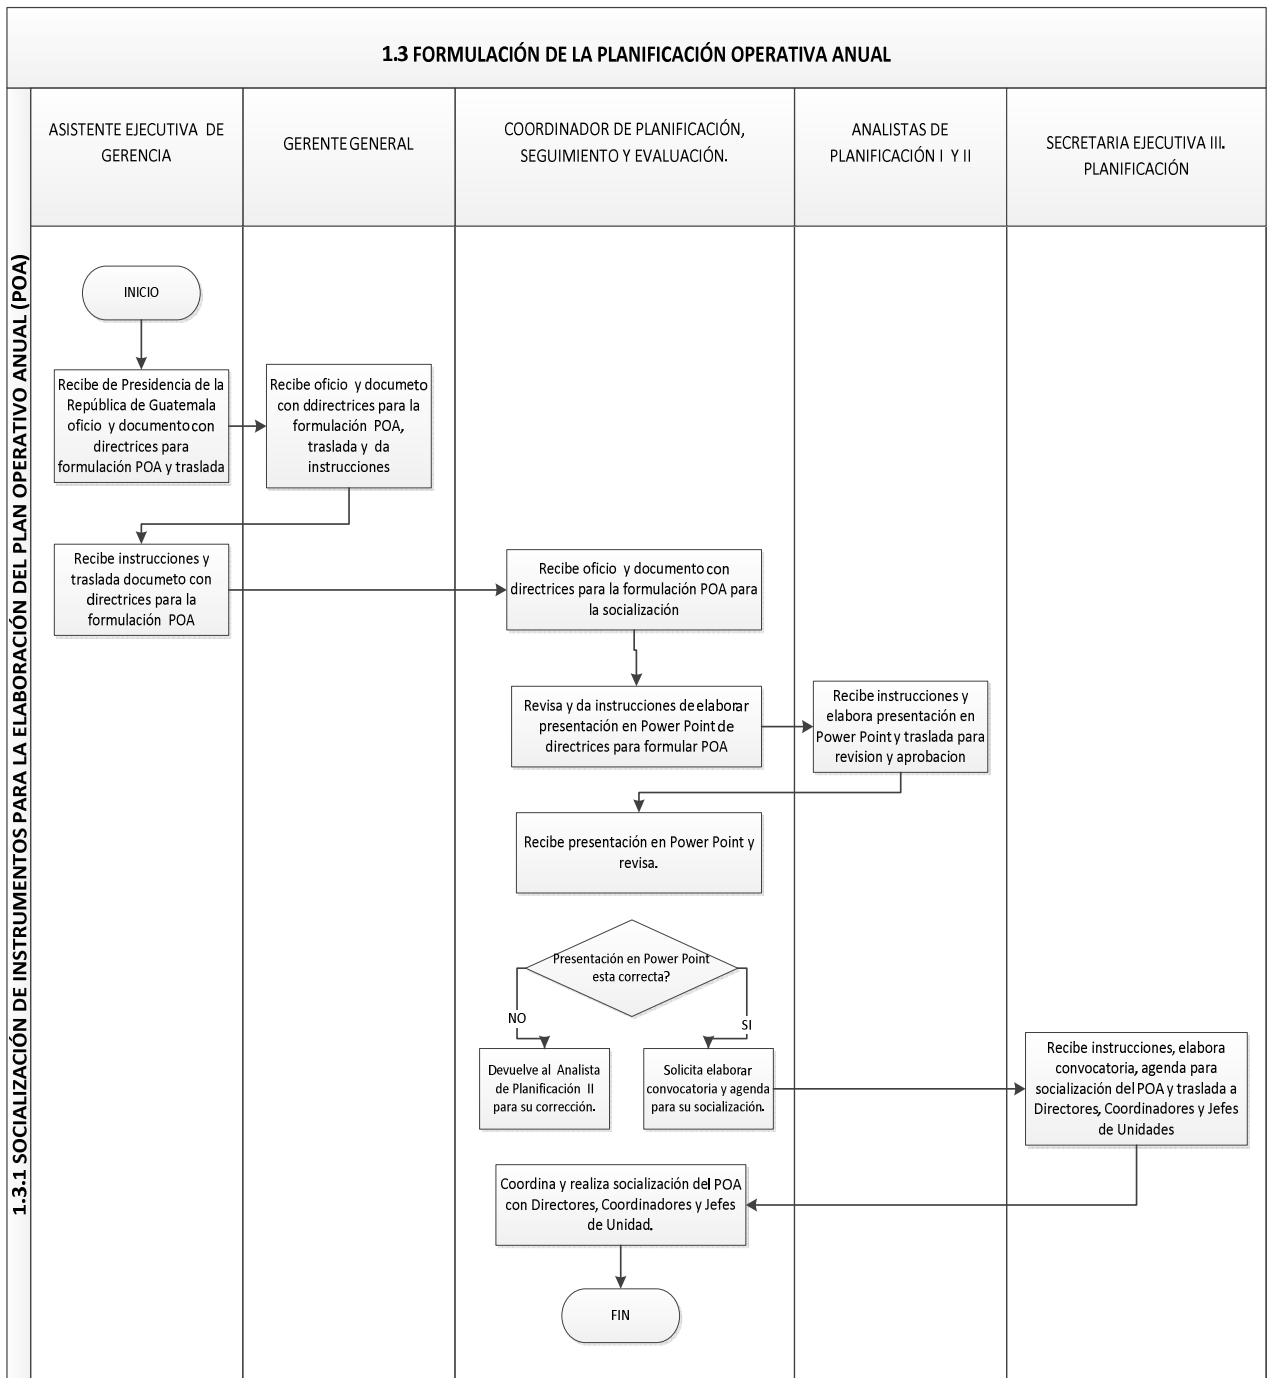 1.3 FORMULACIÓN DE LA PLANIFICACIÓN OPERATIVA ANUAL
1.3.1 SOCIALIZACIÓN DE INSTRUMENTOS PARA LA ELABORACIÓN DEL PLAN OPERATIVO ANUAL (POA)
ASISTENTE EJECUTIVA DE
GERENCIA
GERENTE GENERAL
COORDINADOR DE PLANIFICACIÓN,
SEGUIMIENTO Y EVALUACIÓN.
ANALISTAS DE
PLANIFICACIÓN I Y II
SECRETARIA EJECUTIVA III.
PLANIFICACIÓN
INICIO
Recibe de Presidencia de la
República de Guatemala
oficio y documento con
directrices para
formulación POA y traslada
Recibe oficio y documeto
con ddirectrices para la
formulación POA,
traslada y da
instrucciones
Recibe instrucciones y
traslada documeto con
directrices para la
formulación POA
Recibe oficio y documento con
directrices para la formulación POA para
la socialización
Revisa y da instrucciones de elaborar
presentación en Power Point de
directrices para formular POA
Recibe instrucciones y
elabora presentación en
Power Point y traslada para
revision y aprobacion
Recibe presentación en Power Point y
revisa.
Presentación en Power Point
esta correcta?
NO
SI
Devuelve al Analista
de Planificación II
para su corrección.
Solicita elaborar
convocatoria y agenda
para su socialización.
Recibe instrucciones, elabora
convocatoria, agenda para
socialización del POA y traslada a
Directores, Coordinadores y Jefes
de Unidades
Coordina y realiza socialización del POA
con Directores, Coordinadores y Jefes
de Unidad.
FIN